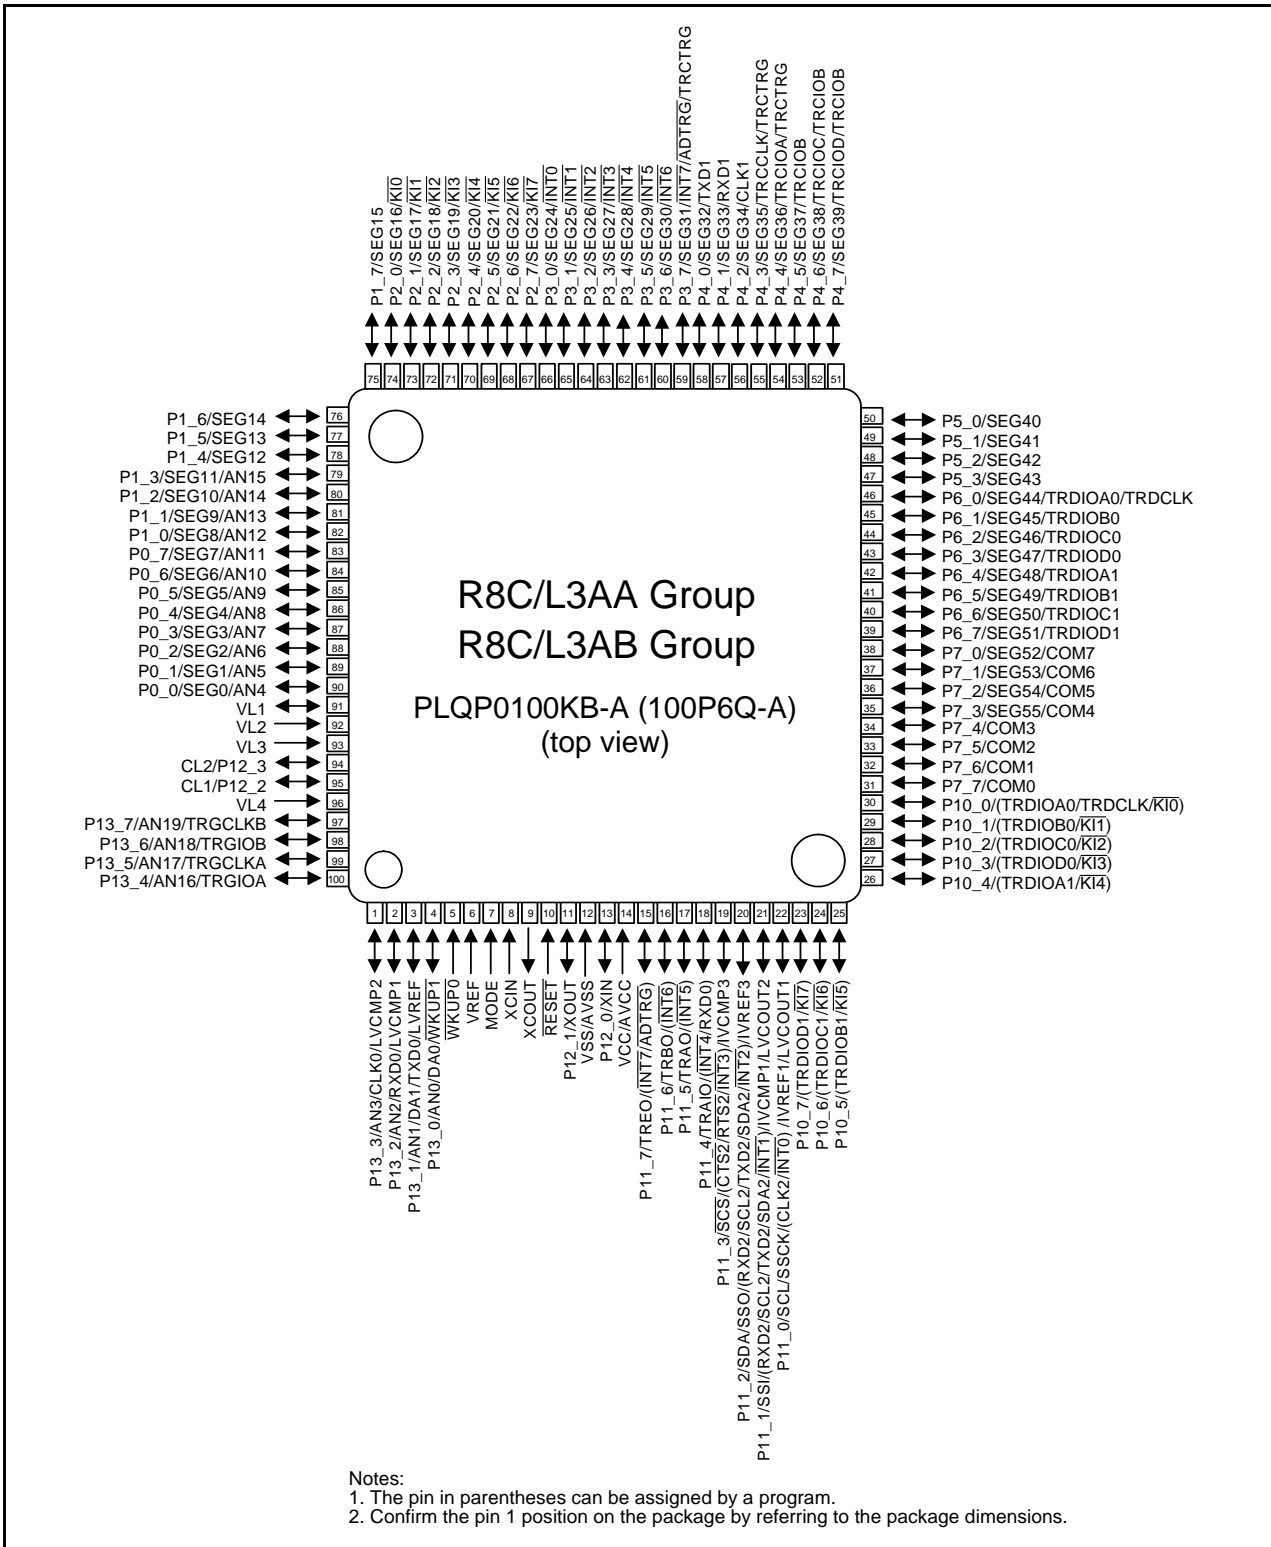 P1_7/SEG15
P2_0/SEG16/KI0
P2_1/SEG17/KI1
P2_2/SEG18/KI2
P2_3/SEG19/KI3
P2_4/SEG20/KI4
P2_5/SEG21/KI5
P2_6/SEG22/KI6
P2_7/SEG23/KI7
P3_0/SEG24/INT0
P3_1/SEG25/INT1
P3_2/SEG26/INT2
P3_3/SEG27/INT3
P3_4/SEG28/INT4
P3_5/SEG29/INT5
P3_6/SEG30/INT6
P3_7/SEG31/INT7/ADTRG/TRCTRG
P4_0/SEG32/TXD1
P4_1/SEG33/RXD1
P4_2/SEG34/CLK1
P4_3/SEG35/TRCCLK/TRCTRG
P4_4/SEG36/TRCIOA/TRCTRG
P4_5/SEG37/TRCIOB
P4_6/SEG38/TRCIOC/TRCIOB
P4_7/SEG39/TRCIOD/TRCIOB
75 74 73 72 71 70 69 68 67 66 65 64 63 62 61 60 59 58 57 56 55 54 53 52 51
P1_6/SEG14 76
P1_5/SEG13 77
P1_4/SEG12 78
P1_3/SEG11/AN15 79
P1_2/SEG10/AN14 80
P1_1/SEG9/AN13 81
P1_0/SEG8/AN12 82
P0_7/SEG7/AN11 83
P0_6/SEG6/AN10 84
P0_5/SEG5/AN9 85
P0_4/SEG4/AN8 86
P0_3/SEG3/AN7 87
P0_2/SEG2/AN6 88
P0_1/SEG1/AN5 89
P0_0/SEG0/AN4 90
VL1 91
VL2 92
VL3 93
CL2/P12_3 94
CL1/P12_2 95
VL4 96
P13_7/AN19/TRGCLKB 97
P13_6/AN18/TRGIOB 98
P13_5/AN17/TRGCLKA 99
P13_4/AN16/TRGIOA 100
R8C/L3AA Group
R8C/L3AB Group
PLQP0100KB-A (100P6Q-A)
(top view)
50 P5_0/SEG40
49 P5_1/SEG41
48 P5_2/SEG42
47 P5_3/SEG43
46 P6_0/SEG44/TRDIOA0/TRDCLK
45 P6_1/SEG45/TRDIOB0
44 P6_2/SEG46/TRDIOC0
43 P6_3/SEG47/TRDIOD0
42 P6_4/SEG48/TRDIOA1
41 P6_5/SEG49/TRDIOB1
40 P6_6/SEG50/TRDIOC1
39 P6_7/SEG51/TRDIOD1
38 P7_0/SEG52/COM7
37 P7_1/SEG53/COM6
36 P7_2/SEG54/COM5
35 P7_3/SEG55/COM4
34 P7_4/COM3
33 P7_5/COM2
32 P7_6/COM1
31 P7_7/COM0
30 P10_0/(TRDIOA0/TRDCLK/KI0)
29 P10_1/(TRDIOB0/KI1)
28 P10_2/(TRDIOC0/KI2)
27 P10_3/(TRDIOD0/KI3)
26 P10_4/(TRDIOA1/KI4)
1 2 3 4 5 6 7 8 9 10 11 12 13 14 15 16 17 18 19 20 21 22 23 24 25
P13_3/AN3/CLK0/LVCMP2
P13_2/AN2/RXD0/LVCMP1
P13_1/AN1/DA1/TXD0/LVREF
P13_0/AN0/DA0/WKUP1
WKUP0
VREF
MODE
XCIN
XCOUT
RESET
P12_1/XOUT
VSS/AVSS
P12_0/XIN
VCC/AVCC
P11_7/TREO/(INT7/ADTRG)
P11_6/TRBO/(INT6)
P11_5/TRAO/(INT5)
P11_4/TRAIO/(INT4/RXD0)
P11_3/SCS/(CTS2/RTS2/INT3)/IVCMP3
P11_2/SDA/SSO/(RXD2/SCL2/TXD2/SDA2/INT2)/IVREF3
P11_1/SSI/(RXD2/SCL2/TXD2/SDA2/INT1)/IVCMP1/LVCOUT2
P11_0/SCL/SSCK/(CLK2/INT0) /IVREF1/LVCOUT1
P10_7/(TRDIOD1/KI7)
P10_6/(TRDIOC1/KI6)
P10_5/(TRDIOB1/KI5)
Notes:
1. The pin in parentheses can be assigned by a program.
2. Confirm the pin 1 position on the package by referring to the package dimensions.